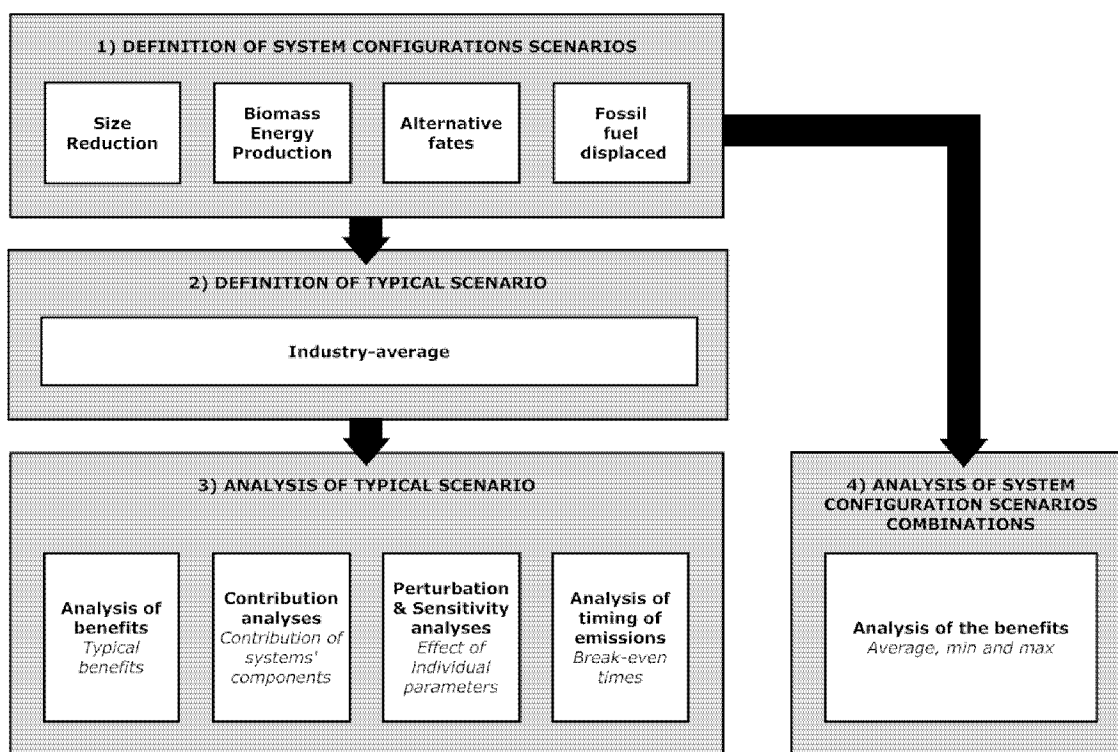 1) DEFINITION OF SYSTEM CONFIGURATIONS SCENARIOS
Size
Reduction
Biomass
Energy
Production
Alternative
fates
Fossil
fuel
displaced
2) DEFINITION OF TYPICAL SCENARIO
Industry-average
3) ANALYSIS OF TYPICAL SCENARIO
Analysis of
benefits
Typical
benefits
Contribution
analyses
Contribution of
systems'
components
Perturbation
& Sensitivity
analyses
Effect of
individual
parameters
Analysis of
timing of
emissions
Break-even
times
4) ANALYSIS OF SYSTEM
CONFIGURATION SCENARIOS
COMBINATIONS
Analysis of the benefits
Average, min and max